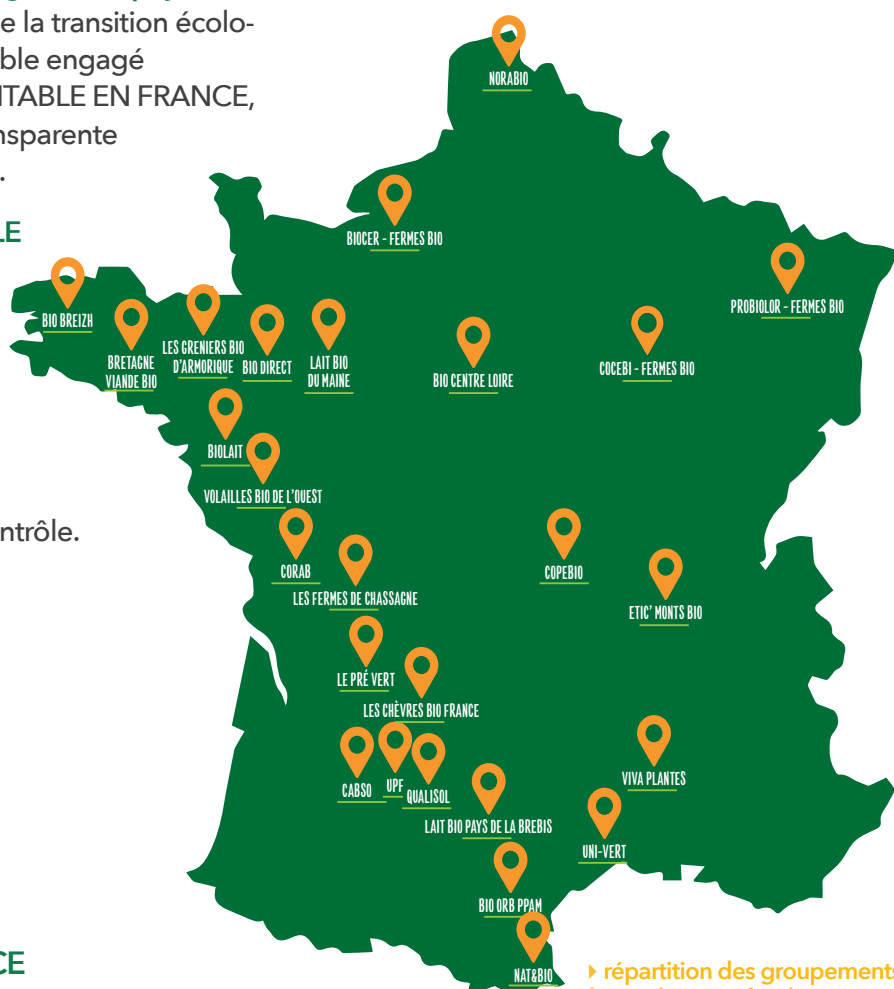 e la transition écolo-
ble engagé
ITABLE EN FRANCE,
nsparente
.
LE
ntrôle.
CE
NORABIO
BIOCER - FERMES BIO
PROBIOLOR - FERMES BIO
BIO BREIZH
BRETAGNE
VIANDE BIO
LES GRENIERS BIO
D'ARMORIQUE
BIO DIRECT
LAIT BIO
DU MAINE
BIO CENTRE LOIRE
COCEBI - FERMES BIO
BIOLAIT
VOLAILLES BIO DE L'OUEST
CORAB
LES FERMES DE CHASSAGNE
COPEBIO
ETIC' MONTS BIO
LE PRÉ VERT
LES CHÈVRES BIO FRANCE
CABSO
UPF
QUALISOL
LAIT BIO PAYS DE LA BREBIS
VIVA PLANTES
UNI-VERT
BIO ORB PPAM
NAT&BIO
répartition des groupements